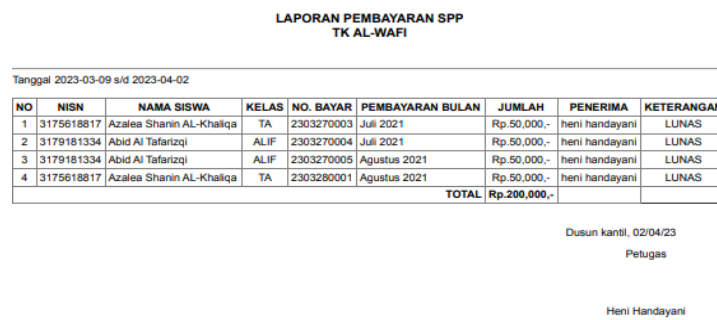 LAPORAN PEMBAYARAN SPP
TK AL-WAFI
Tanggal 2023-03-09 s/d 2023-04-02
NO NISN NAMA SISWA KELAS NO. BAYAR PEMBAYARAN BULAN JUMLAH PENERIMA KETERANGAN
1 3175618817 Azalea Shanin AL-Khaliqa TA 2303270003 Juli 2021 Rp.50,000,- heni handayani LUNAS
2 3179181334 Abid Al Tafarizqi ALIF 2303270004 Juli 2021 Rp.50,000,- heni handayani LUNAS
3 3179181334 Abid Al Tafarizqi ALIF 2303270005 Agustus 2021 Rp.50,000,- heni handayani LUNAS
4 3175618817 Azalea Shanin AL-Khaliqa TA 2303280001 Agustus 2021 Rp.50,000,- heni handayani LUNAS
TOTAL Rp.200,000,-
Dusun kantil, 02/04/23
Petugas
Heni Handayani